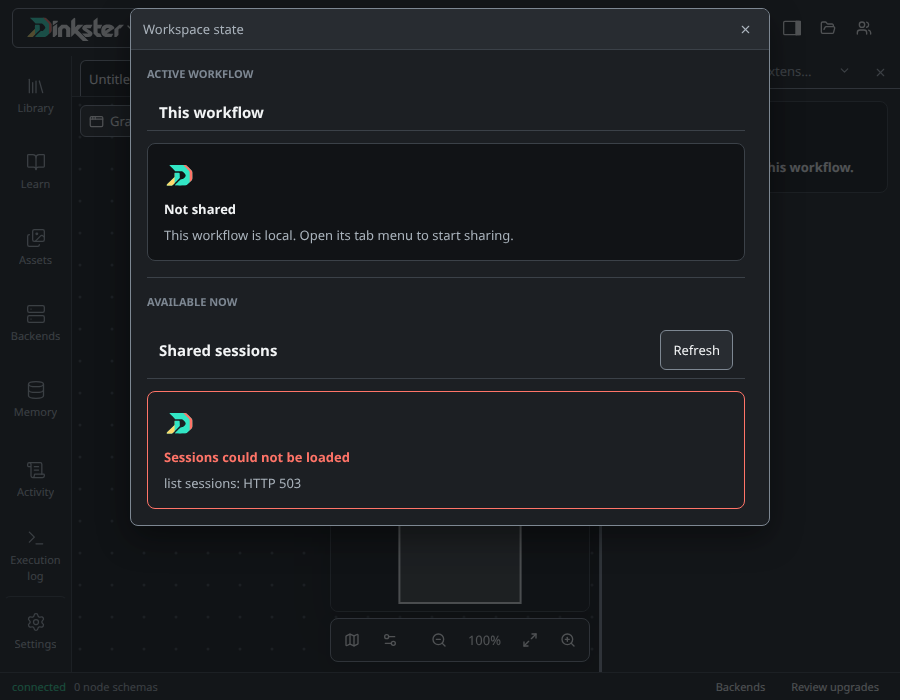 Dinkster
Workspace state
ACTIVE WORKFLOW
This workflow
Not shared
This workflow is local. Open its tab menu to start sharing.
AVAILABLE NOW
Shared sessions
Refresh
Sessions could not be loaded
list sessions: HTTP 503
Library
Learn
Assets
Backends
Memory
Activity
Execution
log
Settings
Untitle
Gra
xtens...
his workflow.
100%
connected
0 node schemas
Backends
Review upgrades